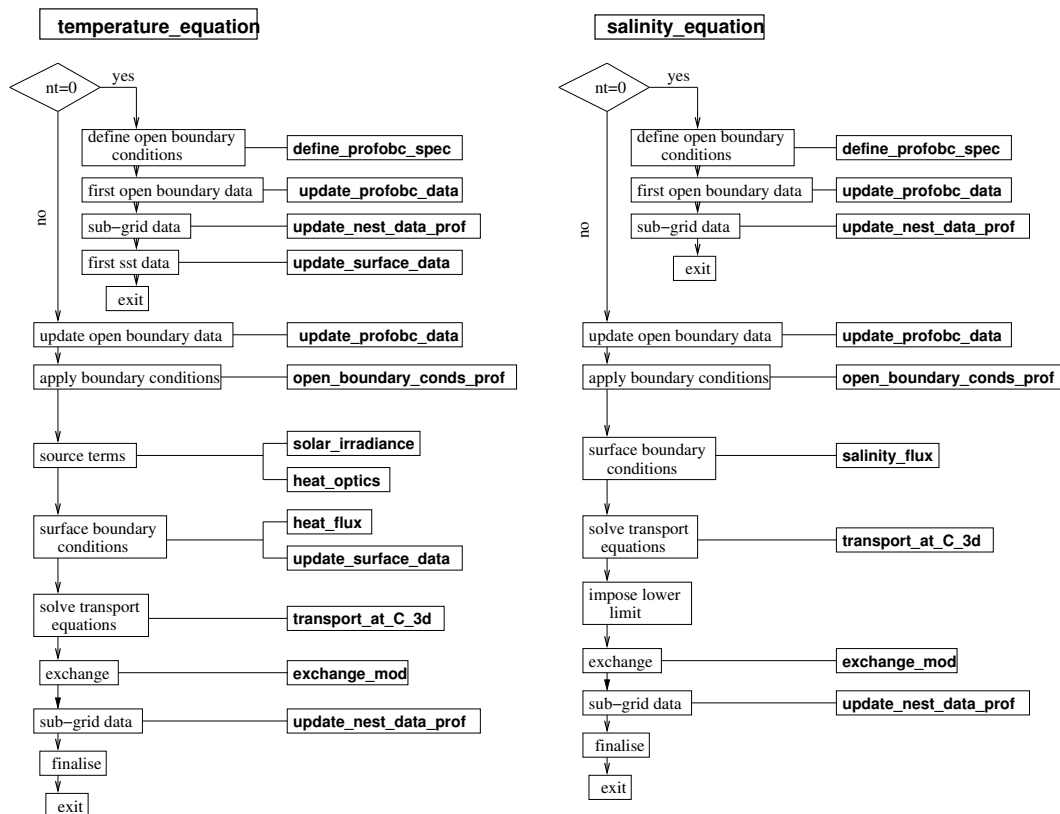 temperature_equation
nt=0
yes
no
define open boundary
conditions
define_profobc_spec
first open boundary data
update_profobc_data
sub-grid data
update_nest_data_prof
first sst data
update_surface_data
exit
update open boundary data
update_profobc_data
apply boundary conditions
open_boundary_conds_prof
source terms
solar_irradiance
heat_optics
surface boundary
conditions
heat_flux
update_surface_data
solve transport
equations
transport_at_C_3d
exchange
exchange_mod
sub-grid data
update_nest_data_prof
finalise
exit
salinity_equation
nt=0
yes
no
define open boundary
conditions
define_profobc_spec
first open boundary data
update_profobc_data
sub-grid data
update_nest_data_prof
exit
update open boundary data
update_profobc_data
apply boundary conditions
open_boundary_conds_prof
surface boundary
conditions
salinity_flux
solve transport
equations
transport_at_C_3d
impose lower
limit
exchange
exchange_mod
sub-grid data
update_nest_data_prof
finalise
exit